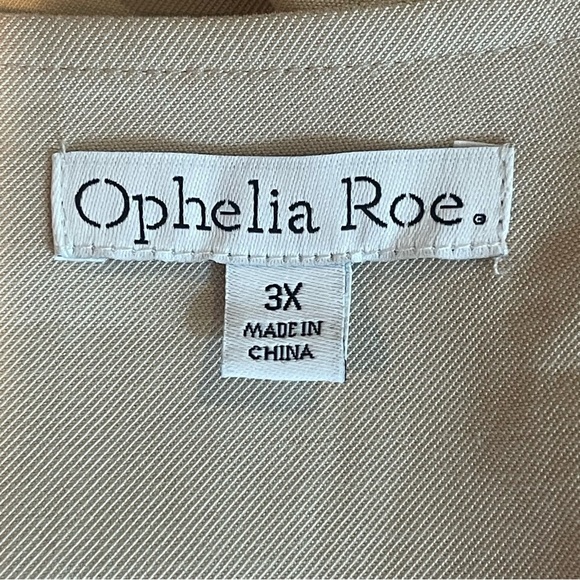 Ophelia Roe.
3X
MADE IN
CHINA